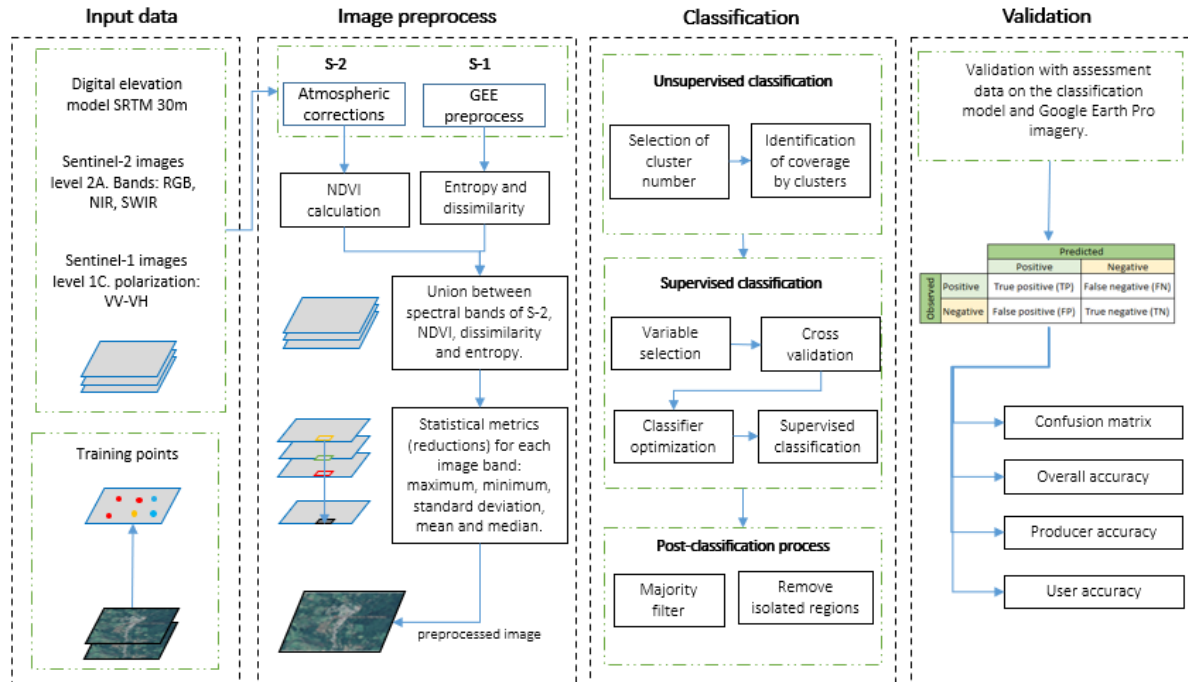 Input data
Image preprocess
Classification
Validation
Digital elevation
model SRTM 30m
Sentinel-2 images
level 2A. Bands: RGB,
NIR, SWIR
Sentinel-1 images
level 1C. polarization:
VV-VH
Training points
S-2
S-1
Atmospheric
corrections
GEE
preprocess
NDVI
calculation
Entropy and
dissimilarity
Union between
spectral bands of S-2,
NDVI, dissimilarity
and entropy.
Statistical metrics
(reductions) for each
image band:
maximum, minimum,
standard deviation,
mean and median.
preprocessed image
Unsupervised classification
Selection of
cluster
number
Identification
of coverage
by clusters
Supervised classification
Variable
selection
Cross
validation
Classifier
optimization
Supervised
classification
Post-classification process
Majority
filter
Remove
isolated regions
Validation with assessment
data on the classification
model and Google Earth Pro
imagery.
Predicted
Positive
Negative
Observed
Positive
True positive (TP)
False negative (FN)
Negative
False positive (FP)
True negative (TN)
Confusion matrix
Overall accuracy
Producer accuracy
User accuracy